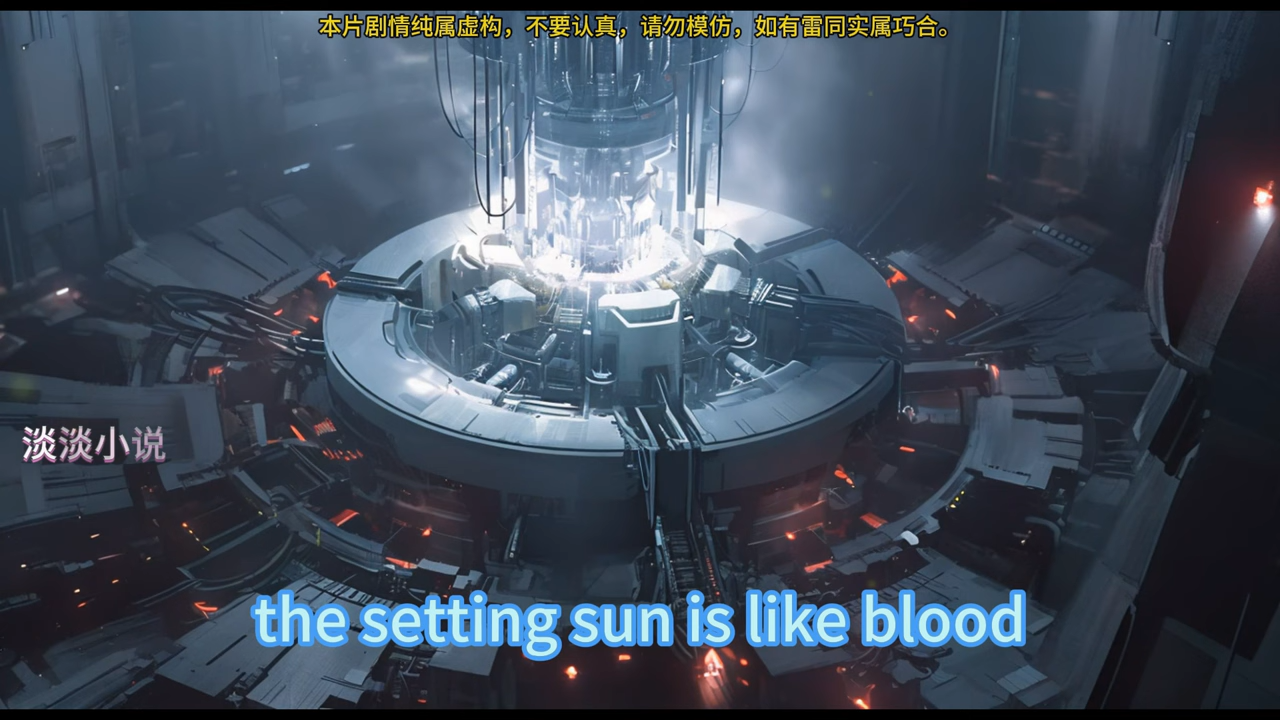 本片剧情纯属虚构，不要认真，请勿模仿，如有雷同实属巧合。
淡淡小说
the setting sun is like blood